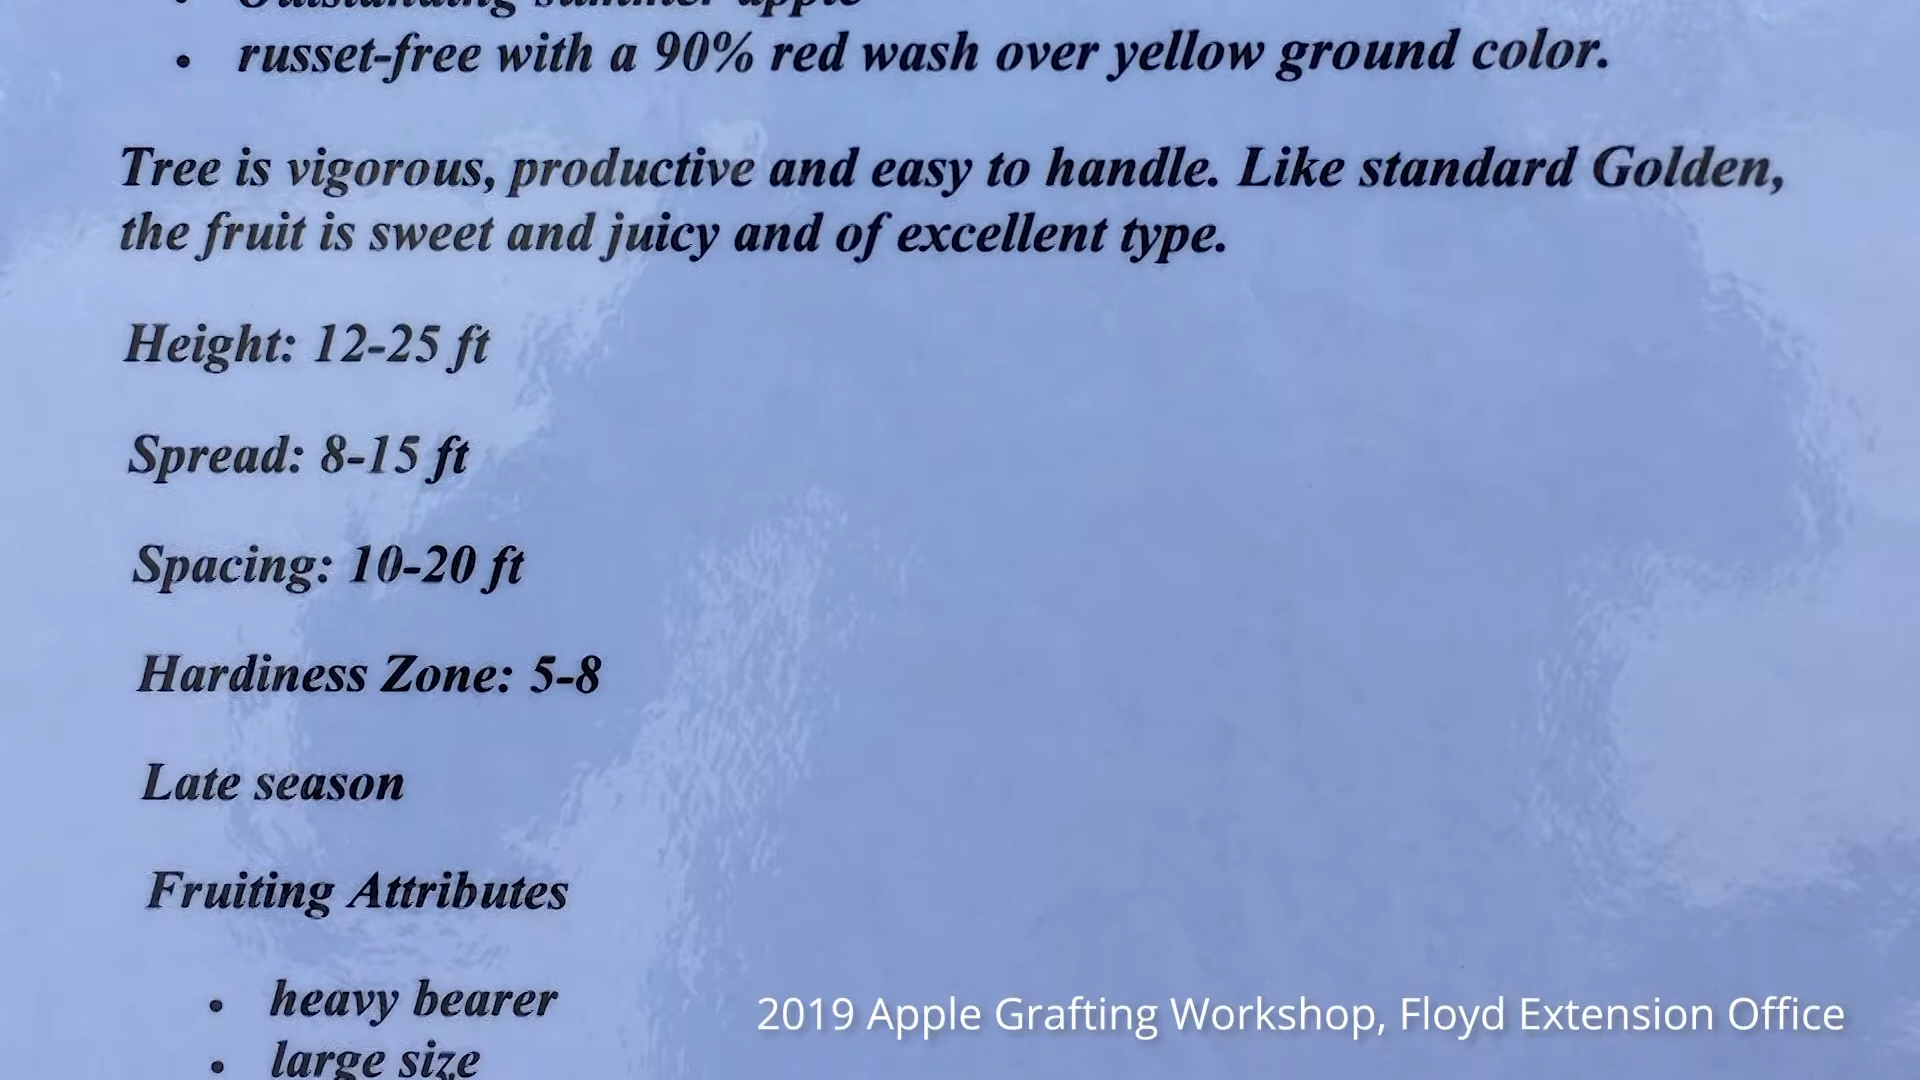 • Outstanding summer apple
• russet-free with a 90% red wash over yellow ground color.
Tree is vigorous, productive and easy to handle. Like standard Golden,
the fruit is sweet and juicy and of excellent type.
Height: 12-25 ft
Spread: 8-15 ft
Spacing: 10-20 ft
Hardiness Zone: 5-8
Late season
Fruiting Attributes
• heavy bearer
• large size
2019 Apple Grafting Workshop, Floyd Extension Office